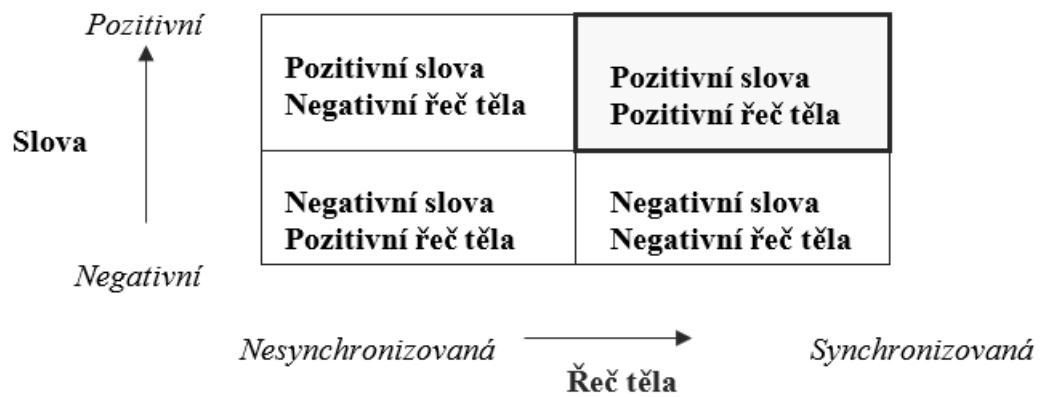 Pozitivní
Pozitivní slova
Negativní řeč těla
Pozitivní slova
Pozitivní řeč těla
Slova
Negativní slova
Pozitivní řeč těla
Negativní slova
Negativní řeč těla
Negativní
Nesynchronizovaná
Synchronizovaná
Řeč těla